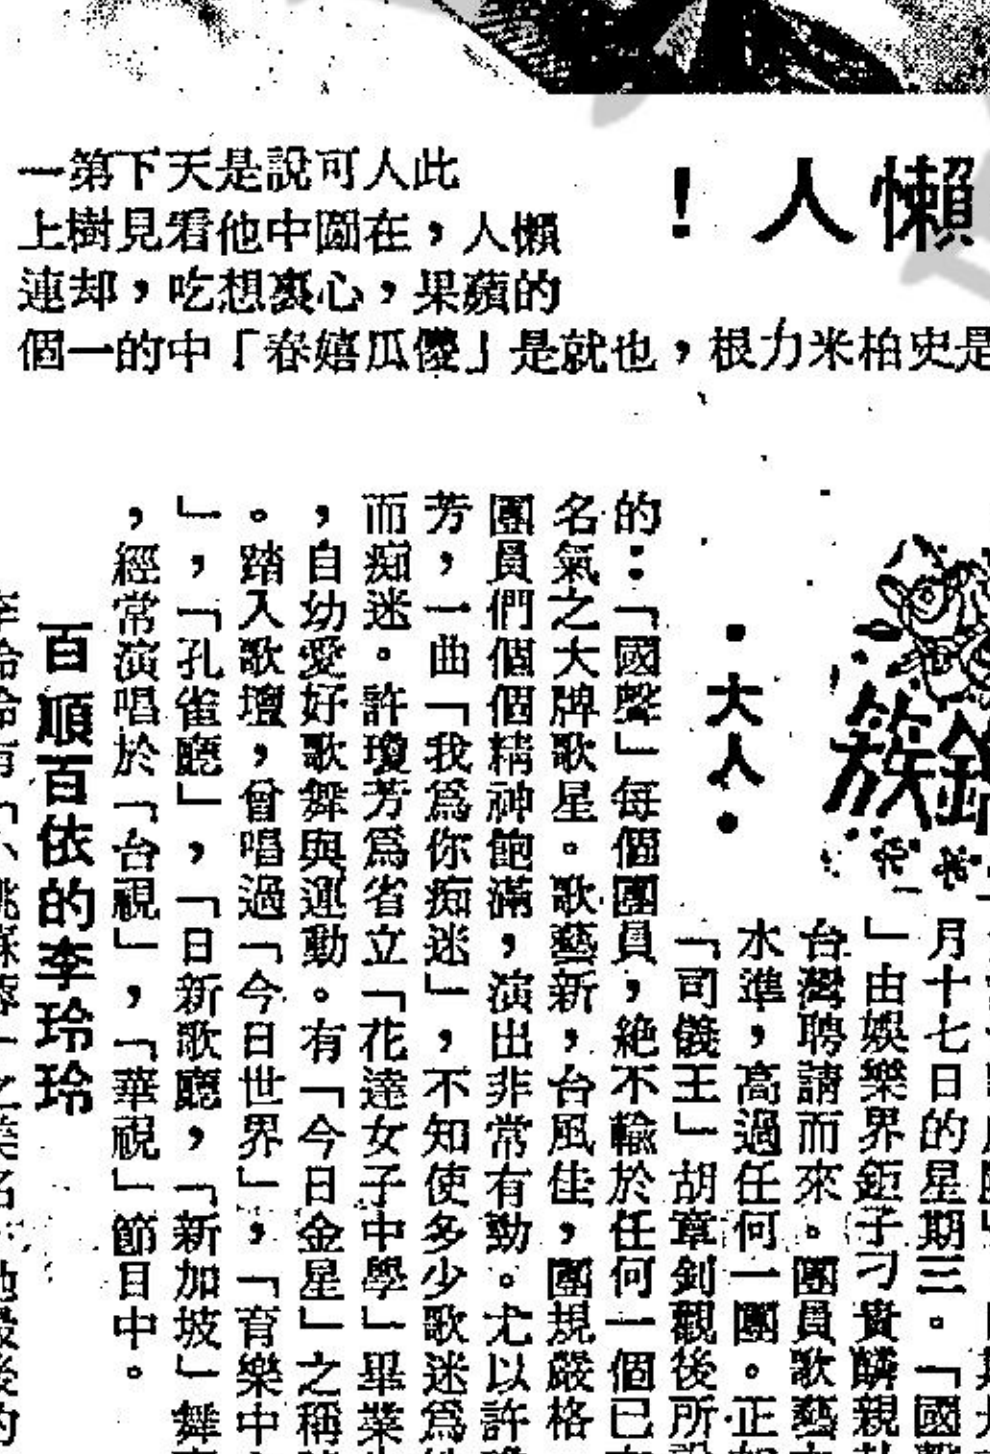 懶人！
此人可說是天下第一
懶人，在圖中他看見樹上
的蘋果，心裏想吃，却連
是史柏米力根，也就是「儍瓜嬉春」中的一個
族
•大人•
月十七日的星期三。「國
」由娛樂界鉅子刁貴麟親
台灣聘請而來。團員歌藝
水準，高過任何一團。正
「司儀王」胡章釗觀後所
的：「國聲」每個團員，絕不輸於任何一個已
名氣之大牌歌星。歌藝新，台風佳，團規嚴格
團員們個個精神飽滿，演出非常有勁。尤以許
芳，一曲「我爲你痴迷」，不知使多少歌迷爲
而痴迷。許瓊芳爲省立「花達女子中學」畢業
，自幼愛好歌舞與運動。有「今日金星」之稱
。踏入歌壇，曾唱過「今日世界」，「育樂中
」，「孔雀廳」，「日新歌廳，「新加坡」舞
，經常演唱於「台視」，「華視」節目中。
百順百依的李玲玲